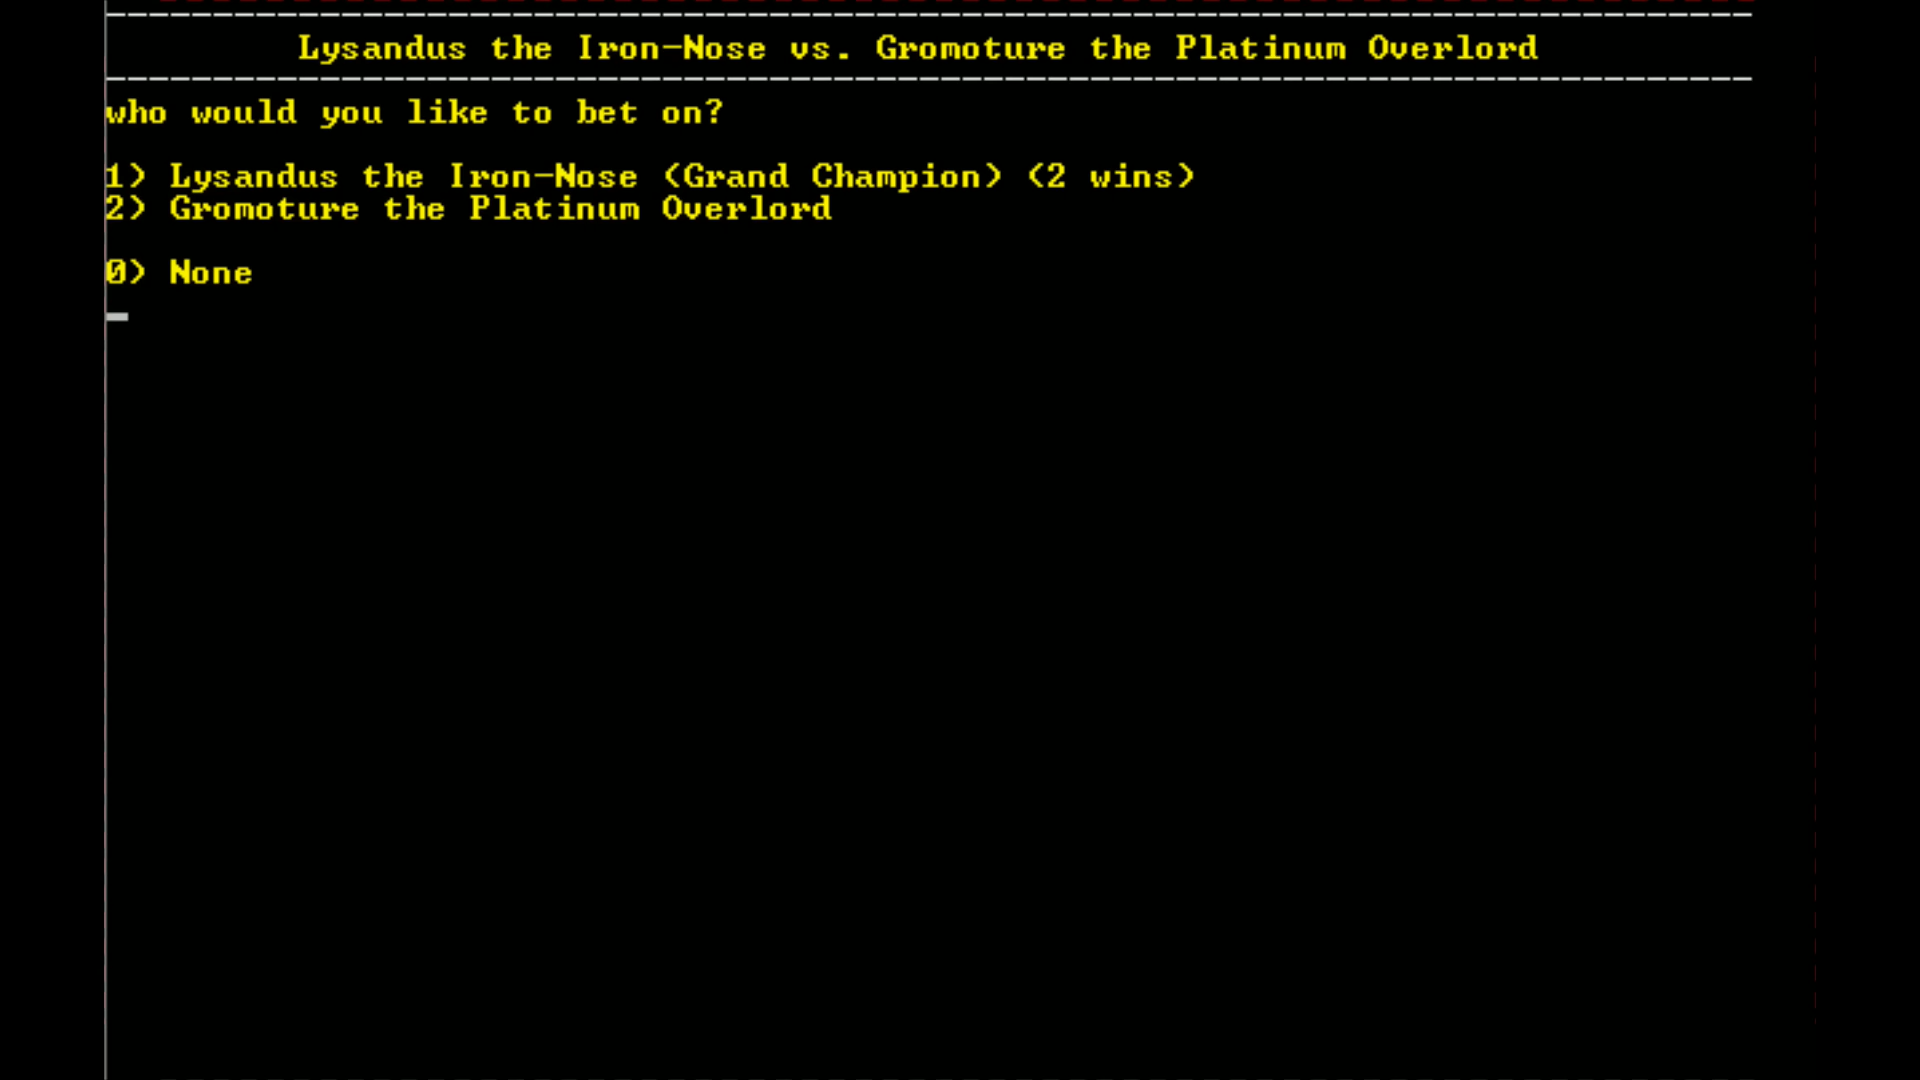 Lysandus the Iron-Nose vs. Gromoture the Platinum Overlord
who would you like to bet on?
1) Lysandus the Iron-Nose (Grand Champion) (2 wins)
2) Gromoture the Platinum Overlord
0) None